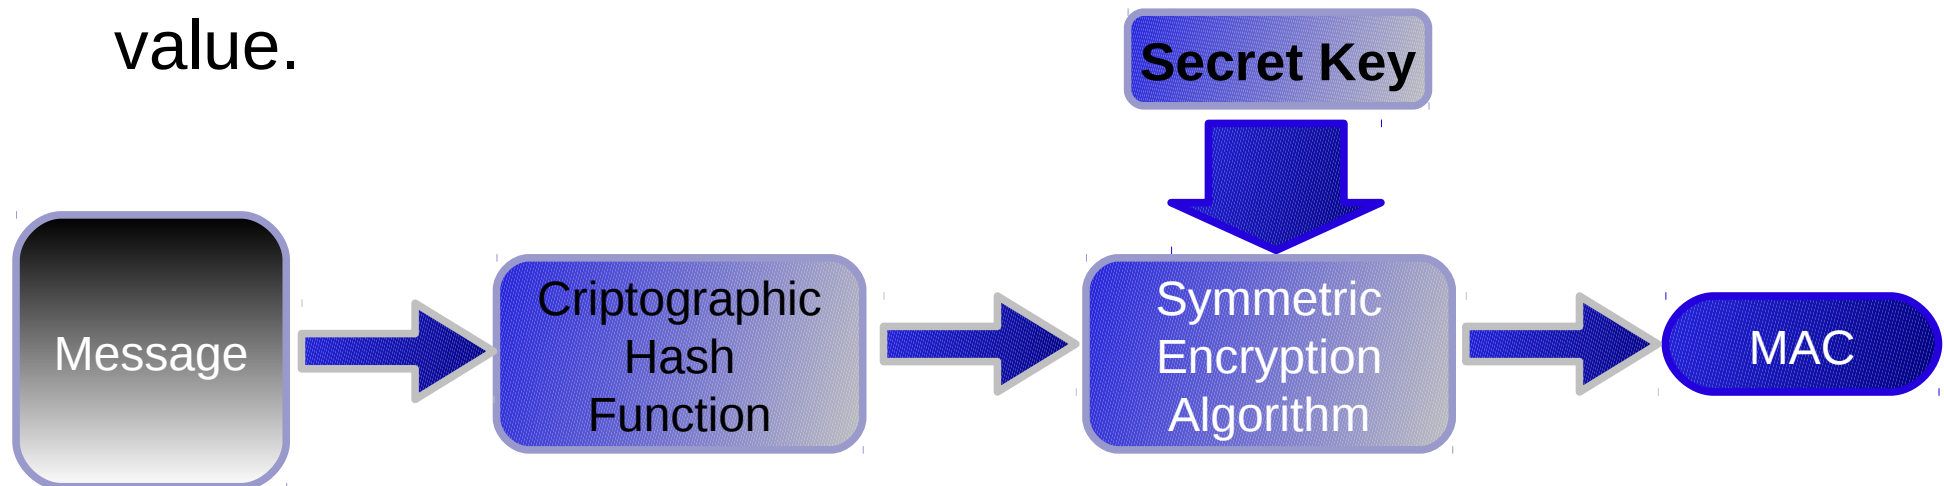 value.
Secret Key
Message
Criptographic
Hash
Function
Symmetric
Encryption
Algorithm
MAC